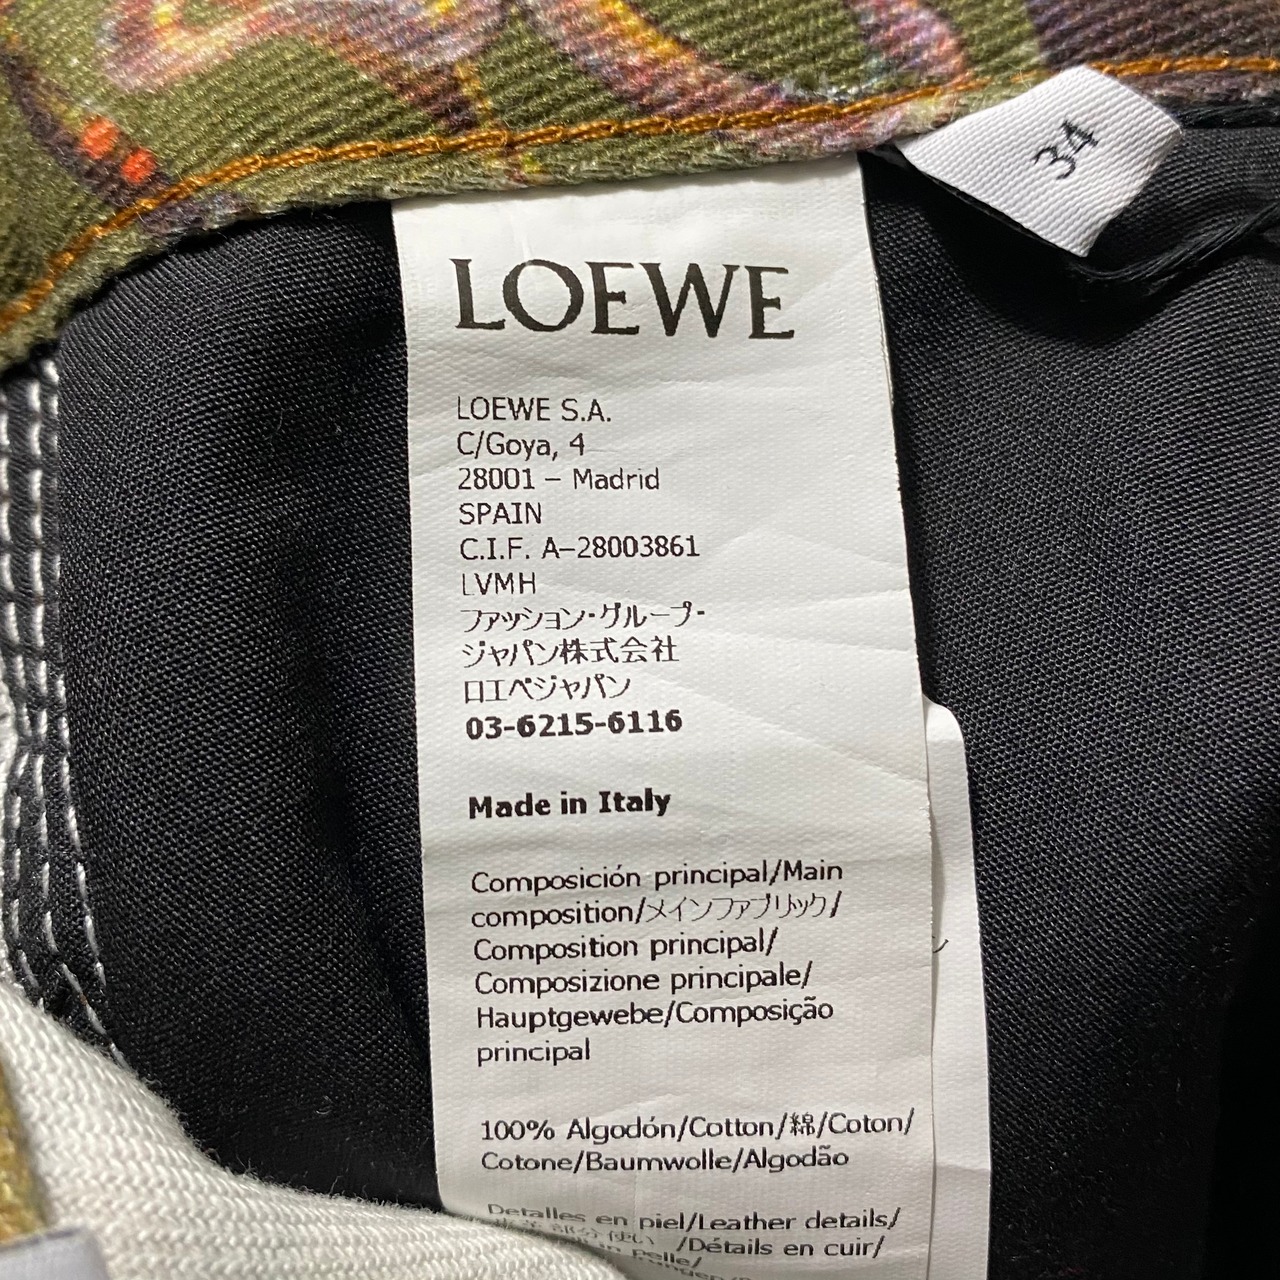 34
LOEWE
LOEWE S.A.
C/Goya, 4
28001 – Madrid
SPAIN
C.I.F. A–28003861
LVMH
ファッション・グループ・
ジャパン株式会社
ロエベジャパン
03-6215-6116
Made in Italy
Composición principal/Main
composition/メインファブリック/
Composition principal/
Composizione principale/
Hauptgewebe/Composição
principal
100% Algodón/Cotton/綿/Coton/
Cotone/Baumwolle/Algodão
Detalles en piel/Leather details/
/Détails en cuir/
pelle/